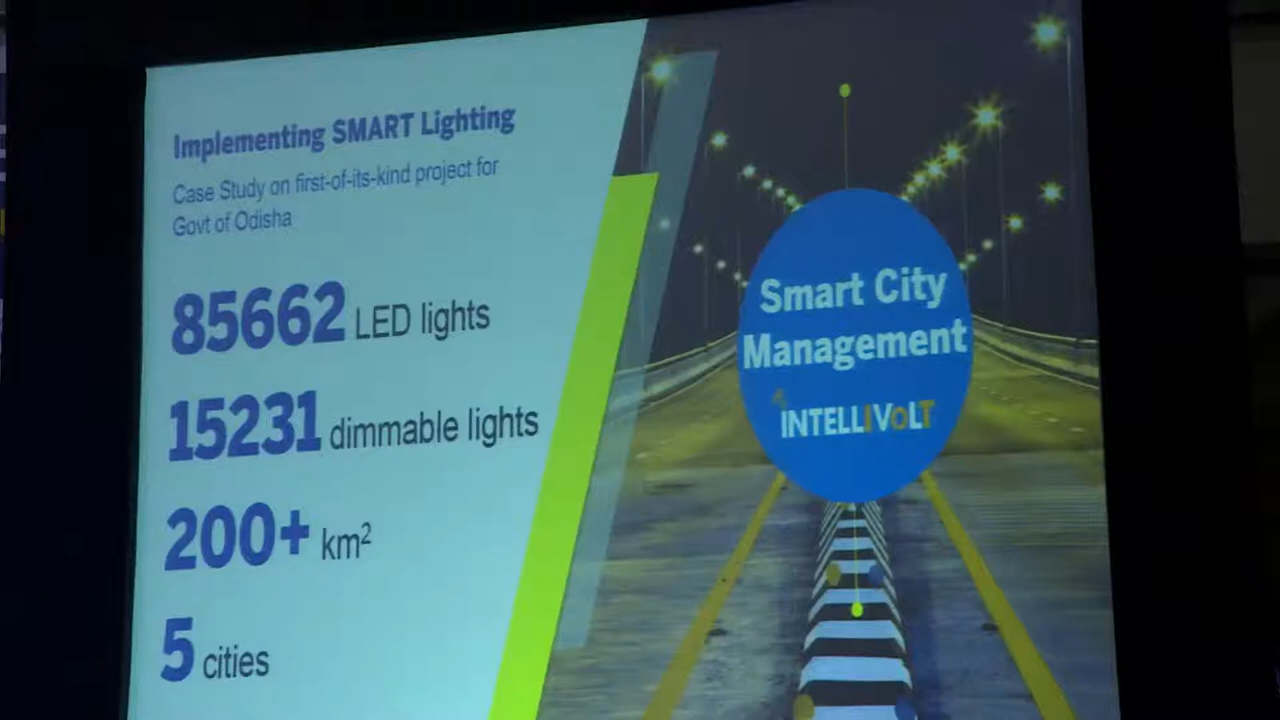 Implementing SMART Lighting
Case Study on first-of-its-kind project for
Govt of Odisha
85662 LED lights
15231 dimmable lights
200+ km²
5 cities
Smart City
Management
INTELLIVOLT